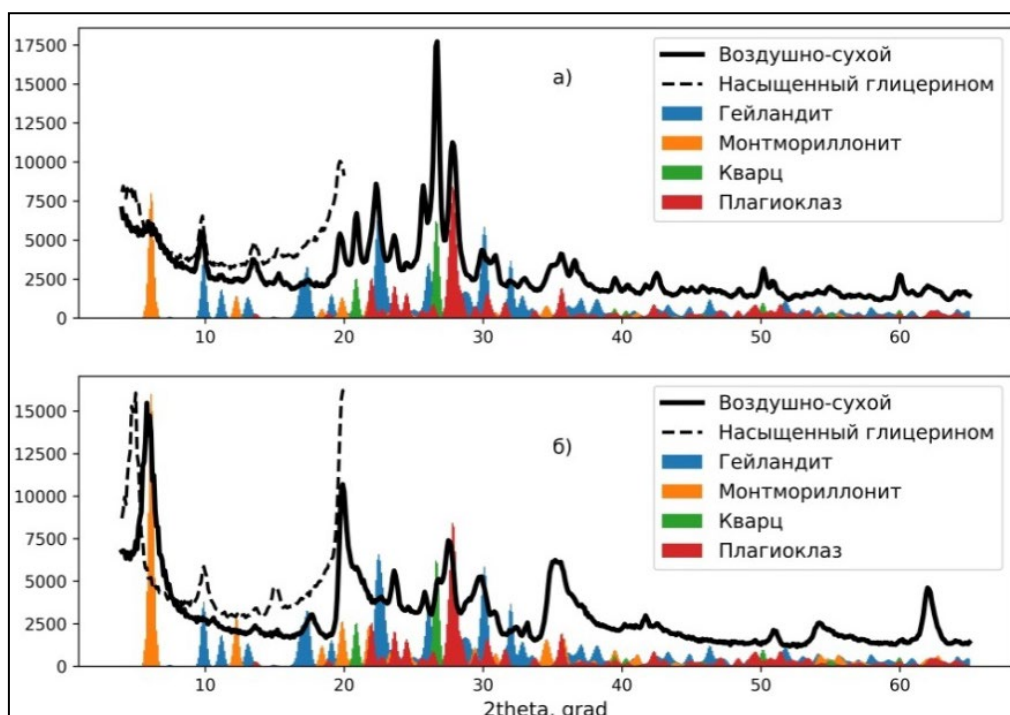 17500
15000
12500
10000
7500
5000
2500
0
а)
Воздушно-сухой
Насыщенный глицерином
Гейландит
Монтмориллонит
Кварц
Плагиоклаз
10 20 30 40 50 60
15000
12500
10000
7500
5000
2500
0
б)
Воздушно-сухой
Насыщенный глицерином
Гейландит
Монтмориллонит
Кварц
Плагиоклаз
10 20 30 40 50 60
2theta, grad